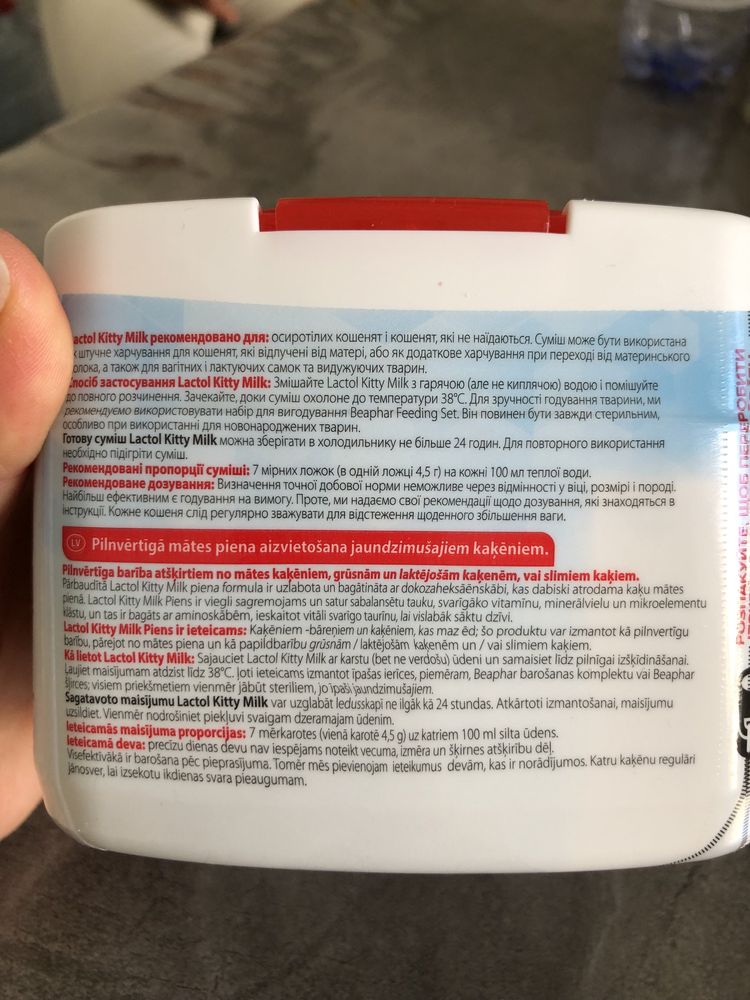 actol Kitty Milk рекомендовано для: осиротілих кошенят і кошенят, які не наїдаються. Суміш може бути використана
к штучне харчування для кошенят, які відлучені від матері, або як додаткове харчування при переході від материнського
олока, а також для вагітних і лактуючих самок та видужуючих тварин.
посіб застосування Lactol Kitty Milk: Змішайте Lactol Kitty Milk з гарячою (але не киплячою) водою і помішуйте
до повного розчинення. Зачекайте, доки суміш охолоне до температури 38°C. Для зручності годування тварини, ми
рекомендуємо використовувати набір для вигодування Beaphar Feeding Set. Він повинен бути завжди стерильним,
особливо при використанні для новонароджених тварин.
Готову суміш Lactol Kitty Milk можна зберігати в холодильнику не більше 24 годин. Для повторного використання
необхідно підігріти суміш.
Рекомендовані пропорції суміші: 7 мірних ложок (в одній ложці 4,5 г) на кожні 100 мл теплої води.
Рекомендоване дозування: Визначення точної добової норми неможливе через відмінності у віці, розмірі і породі.
Найбільш ефективним є годування на вимогу. Проте, ми надаємо свої рекомендації щодо дозування, які знаходяться в
інструкції. Кожне кошеня слід регулярно зважувати для відстеження щоденного збільшення ваги.
LV Pilnvērtīgā mātes piena aizvietošana jaundzimušajiem kaķēniem.
Pilnvērtīga barība atšķirtiem no mātes kaķēniem, grūsnām un laktējošām kaķenēm, vai slimiem kaķiem.
Pārbaudītā Lactol Kitty Milk piena formula ir uzlabota un bagātināta ar dokozaheksāēnskābi, kas dabiski atrodama kaķu mātes
pienā. Lactol Kitty Milk Piens ir viegli sagremojams un satur sabalansētu tauku, svarīgāko vitamīnu, minerālvielu un mikroelementu
klāstu, un tas ir bagāts ar aminoskābēm, ieskaitot vitāli svarīgo taurīnu, lai vislabāk sāktu dzīvi.
Lactol Kitty Milk Piens ir ieteicams: Kaķēniem -bāreņiem un kaķēniem, kas maz ēd; šo produktu var izmantot kā pilnvērtīgu
barību, pārejot no mātes piena un kā papildbarību grūsnām / laktējošām kaķenēm un / vai slimiem kaķiem.
Kā lietot Lactol Kitty Milk: Sajauciet Lactol Kitty Milk ar karstu (bet ne verdošu) ūdeni un samaisiet līdz pilnīgai izšķīdināšanai.
Ļaujiet maisījumam atdzist līdz 38°C. Ļoti ieteicams izmantot īpašas ierīces, piemēram, Beaphar barošanas komplektu vai Beaphar
šļirces; visiem priekšmetiem vienmēr jābūt steriliem, jo īpaši jaundzimušajiem.
Sagatavoto maisījumu Lactol Kitty Milk var uzglabāt ledusskapī ne ilgāk kā 24 stundas. Atkārtoti izmantošanai, maisījumu
uzsildiet. Vienmēr nodrošiniet piekļuvi svaigam dzeramajam ūdenim.
Ieteicamās maisījuma proporcijas: 7 mērkarotes (vienā karotē 4,5 g) uz katriem 100 ml silta ūdens.
Ieteicamā deva: precīzu dienas devu nav iespējams noteikt vecuma, izmēra un šķirnes atšķirību dēļ.
Visefektīvākā ir barošana pēc pieprasījuma. Tomēr mēs pievienojam ieteikumus devām, kas ir norādījumos. Katru kaķēnu regulāri
jānosver, lai izsekotu ikdienas svara pieaugumam.
РОЗПАКУЙТЕ, ЩОБ ПЕРЕРОБИТИ